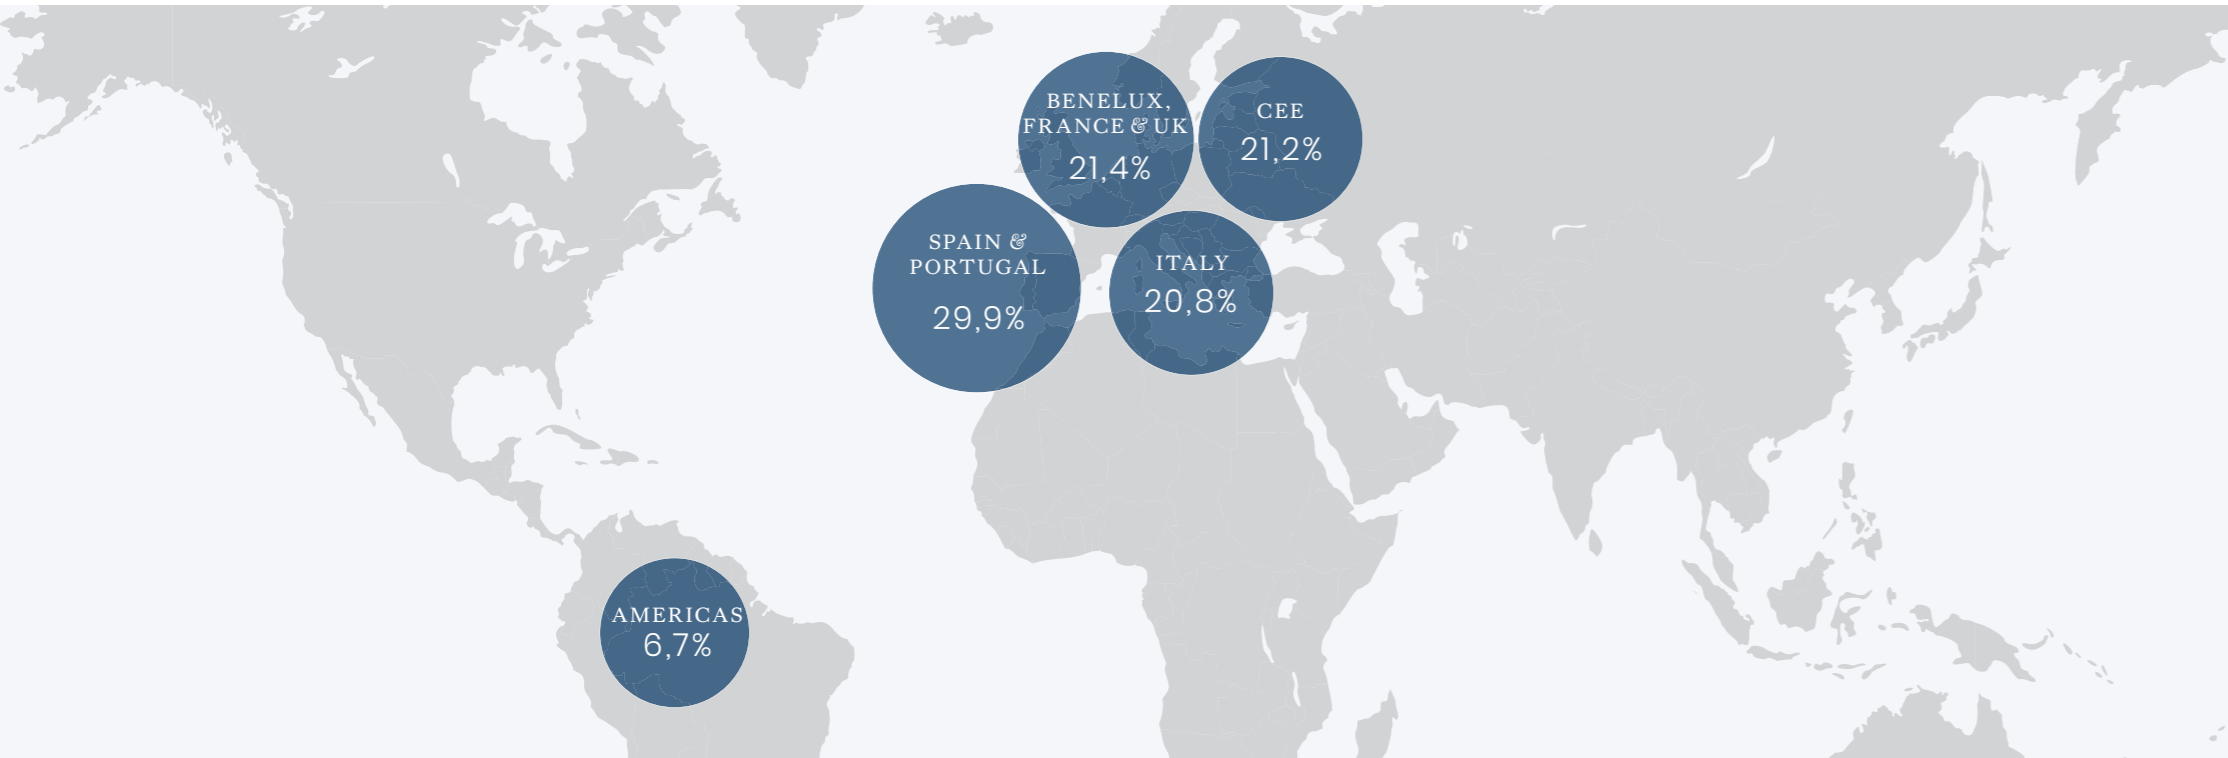 BENELUX,
FRANCE & UK
21,4%
CEE
21,2%
SPAIN &
PORTUGAL
29,9%
ITALY
20,8%
AMERICAS
6,7%